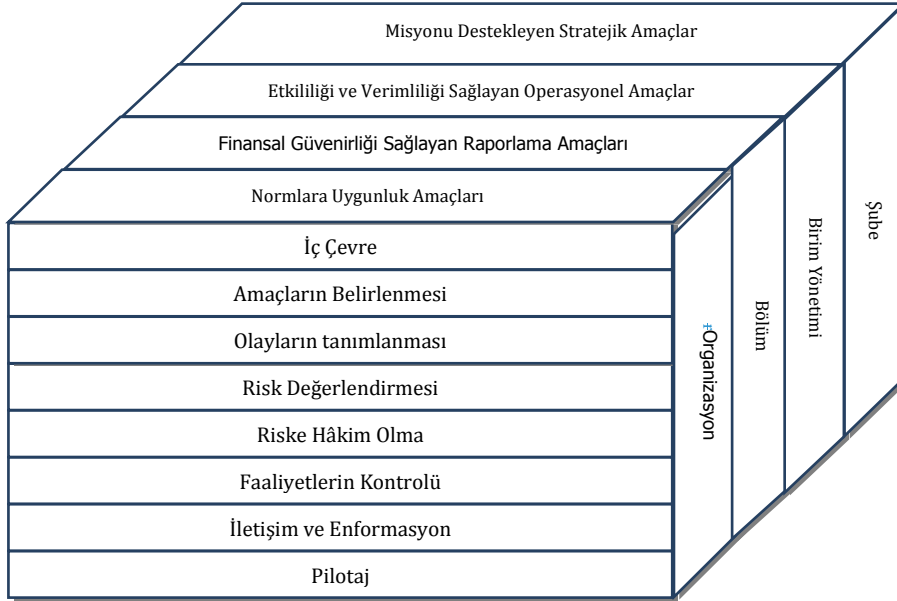 Misyonu Destekleyen Stratejik Amaçlar
Etkililiği ve Verimliliği Sağlayan Operasyonel Amaçlar
Finansal Güvenirliği Sağlayan Raporlama Amaçları
Normlara Uygunluk Amaçları
İç Çevre
Amaçların Belirlenmesi
Olayların tanımlanması
Risk Değerlendirmesi
Riske Hâkim Olma
Faaliyetlerin Kontrolü
İletişim ve Enformasyon
Pilotaj
Organizasyon
Bölüm
Birim Yönetimi
Şube